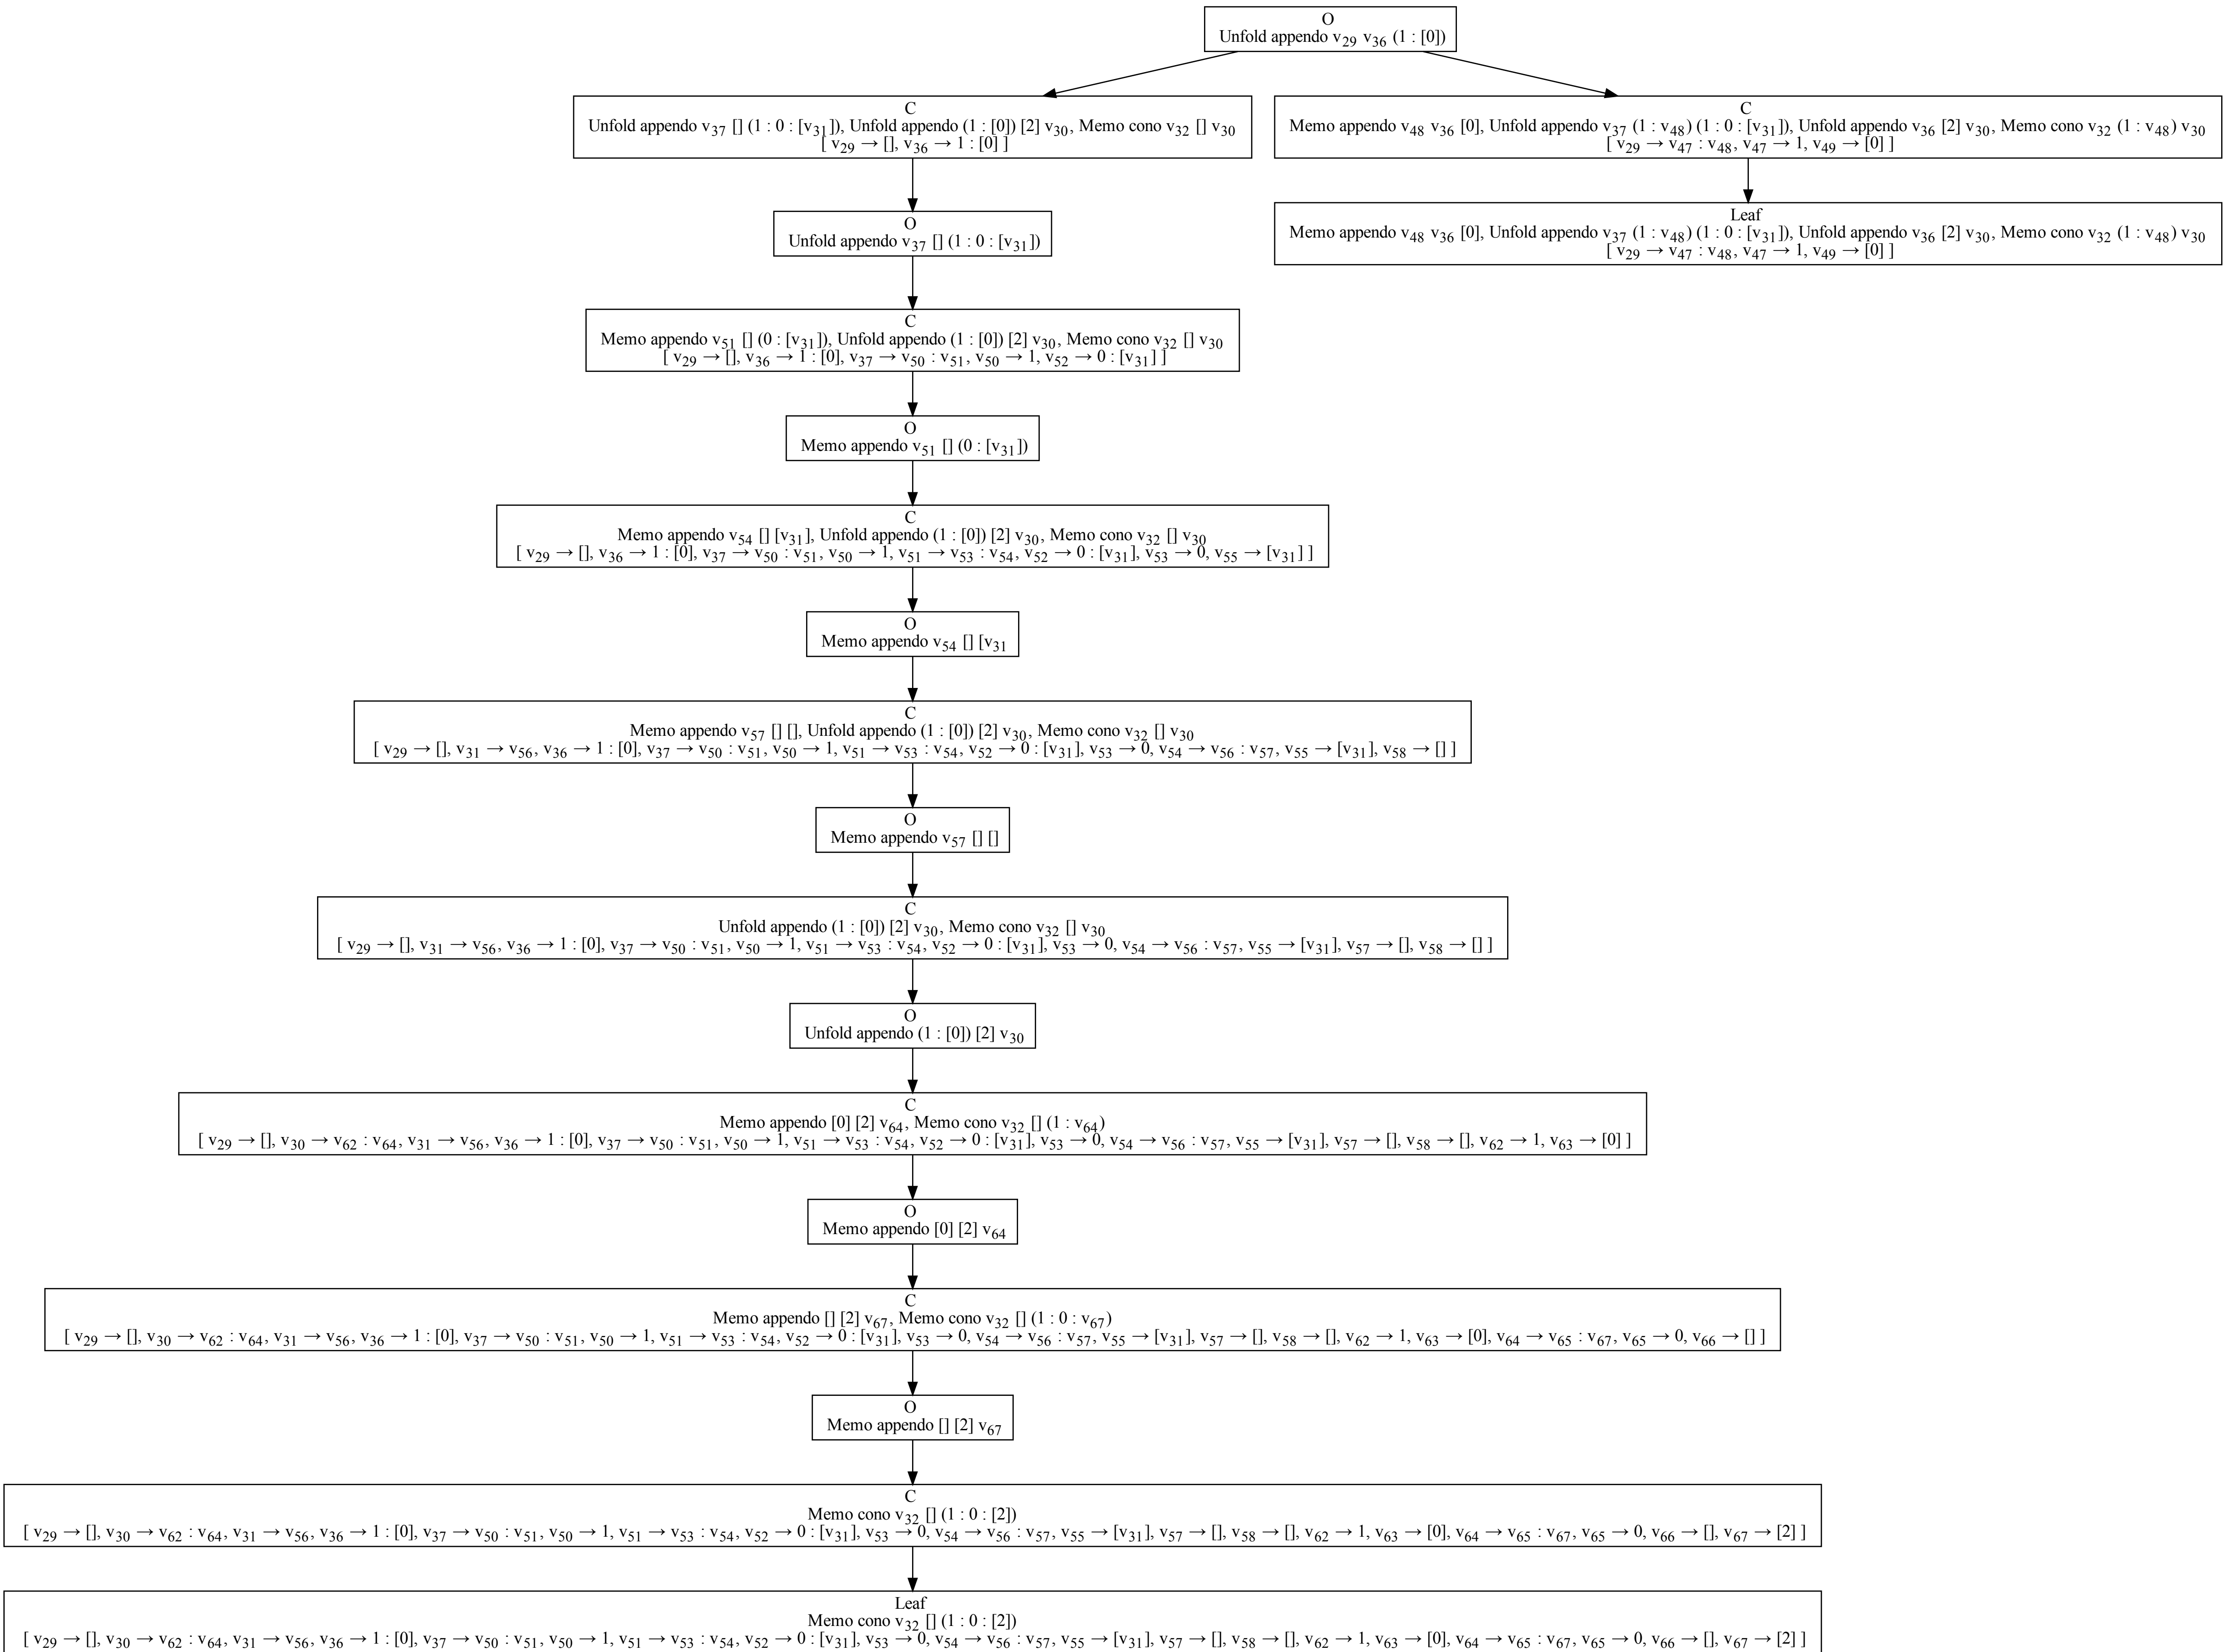 O
Unfold appendo v29 v36 (1 : [0])
C
Unfold appendo v37 [] (1 : 0 : [v31]), Unfold appendo (1 : [0]) [2] v30, Memo cono v32 [] v30
[ v29 → [], v36 → 1 : [0] ]
C
Memo appendo v48 v36 [0], Unfold appendo v37 (1 : v48) (1 : 0 : [v31]), Unfold appendo v36 [2] v30, Memo cono v32 (1 : v48) v30
[ v29 → v47 : v48, v47 → 1, v49 → [0] ]
O
Unfold appendo v37 [] (1 : 0 : [v31])
Leaf
Memo appendo v48 v36 [0], Unfold appendo v37 (1 : v48) (1 : 0 : [v31]), Unfold appendo v36 [2] v30, Memo cono v32 (1 : v48) v30
[ v29 → v47 : v48, v47 → 1, v49 → [0] ]
C
Memo appendo v51 [] (0 : [v31]), Unfold appendo (1 : [0]) [2] v30, Memo cono v32 [] v30
[ v29 → [], v36 → 1 : [0], v37 → v50 : v51, v50 → 1, v52 → 0 : [v31] ]
O
Memo appendo v51 [] (0 : [v31])
C
Memo appendo v54 [] [v31], Unfold appendo (1 : [0]) [2] v30, Memo cono v32 [] v30
[ v29 → [], v36 → 1 : [0], v37 → v50 : v51, v50 → 1, v51 → v53 : v54, v52 → 0 : [v31], v53 → 0, v55 → [v31] ]
O
Memo appendo v54 [] [v31
C
Memo appendo v57 [] [], Unfold appendo (1 : [0]) [2] v30, Memo cono v32 [] v30
[ v29 → [], v31 → v56, v36 → 1 : [0], v37 → v50 : v51, v50 → 1, v51 → v53 : v54, v52 → 0 : [v31], v53 → 0, v54 → v56 : v57, v55 → [v31], v58 → [] ]
O
Memo appendo v57 [] []
C
Unfold appendo (1 : [0]) [2] v30, Memo cono v32 [] v30
[ v29 → [], v31 → v56, v36 → 1 : [0], v37 → v50 : v51, v50 → 1, v51 → v53 : v54, v52 → 0 : [v31], v53 → 0, v54 → v56 : v57, v55 → [v31], v57 → [], v58 → [] ]
O
Unfold appendo (1 : [0]) [2] v30
C
Memo appendo [0] [2] v64, Memo cono v32 [] (1 : v64)
[ v29 → [], v30 → v62 : v64, v31 → v56, v36 → 1 : [0], v37 → v50 : v51, v50 → 1, v51 → v53 : v54, v52 → 0 : [v31], v53 → 0, v54 → v56 : v57, v55 → [v31], v57 → [], v58 → [], v62 → 1, v63 → [0] ]
O
Memo appendo [0] [2] v64
C
Memo appendo [] [2] v67, Memo cono v32 [] (1 : 0 : v67)
[ v29 → [], v30 → v62 : v64, v31 → v56, v36 → 1 : [0], v37 → v50 : v51, v50 → 1, v51 → v53 : v54, v52 → 0 : [v31], v53 → 0, v54 → v56 : v57, v55 → [v31], v57 → [], v58 → [], v62 → 1, v63 → [0], v64 → v65 : v67, v65 → 0, v66 → [] ]
O
Memo appendo [] [2] v67
C
Memo cono v32 [] (1 : 0 : [2])
[ v29 → [], v30 → v62 : v64, v31 → v56, v36 → 1 : [0], v37 → v50 : v51, v50 → 1, v51 → v53 : v54, v52 → 0 : [v31], v53 → 0, v54 → v56 : v57, v55 → [v31], v57 → [], v58 → [], v62 → 1, v63 → [0], v64 → v65 : v67, v65 → 0, v66 → [], v67 → [2] ]
Leaf
Memo cono v32 [] (1 : 0 : [2])
[ v29 → [], v30 → v62 : v64, v31 → v56, v36 → 1 : [0], v37 → v50 : v51, v50 → 1, v51 → v53 : v54, v52 → 0 : [v31], v53 → 0, v54 → v56 : v57, v55 → [v31], v57 → [], v58 → [], v62 → 1, v63 → [0], v64 → v65 : v67, v65 → 0, v66 → [], v67 → [2] ]